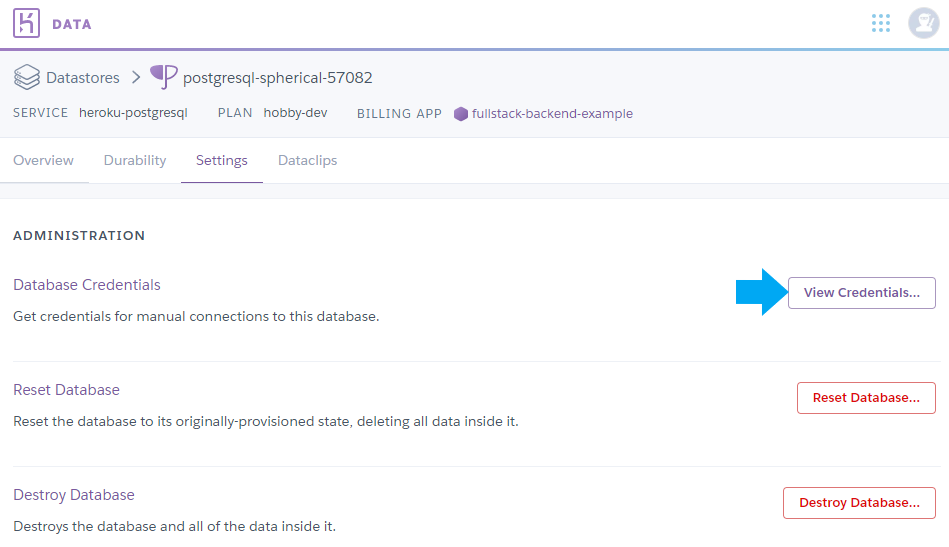 DATA
Datastores > postgresql-spherical-57082
SERVICE heroku-postgresql PLAN hobby-dev BILLING APP fullstack-backend-example
Overview Durability Settings Dataclips
ADMINISTRATION
Database Credentials
View Credentials...
Get credentials for manual connections to this database.
Reset Database
Reset Database...
Reset the database to its originally-provisioned state, deleting all data inside it.
Destroy Database
Destroy Database...
Destroys the database and all of the data inside it.